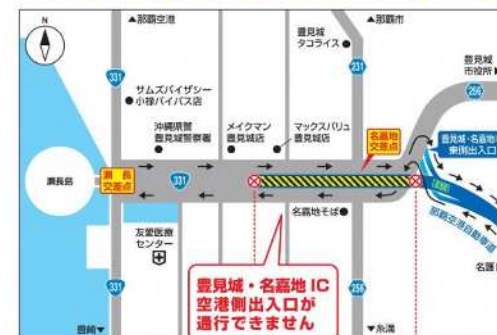 N
▲那覇空港
▲那覇市
331
豊見城
タコライス
231
豊見城
市役所
256
サムズバイザシー
小禄バイパス店
沖縄県警
豊見城警察署
メイクマン
豊見城店
マックスバリュ
豊見城店
名嘉地
交差点
豊見城・名嘉地IC
東側出入口
瀬長島
瀬長
交差点
331
那覇空港自動車道
友愛医療
センター
名嘉地そば
豊見城・名嘉地 IC
空港側出入口が
通行できません
331
豊崎▼
256
▼糸満